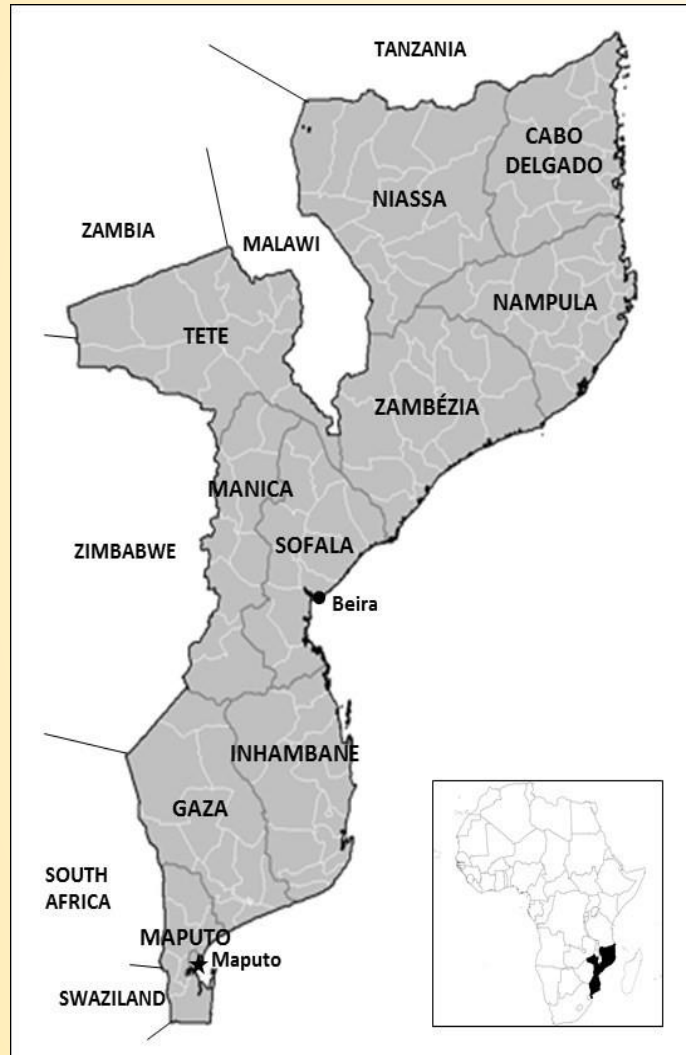 TANZANIA
CABO
DELGADO
NIASSA
ZAMBIA
MALAWI
NAMPULA
TETE
ZAMBÉZIA
MANICA
SOFALA
ZIMBABWE
Beira
INHAMBANE
GAZA
SOUTH
AFRICA
MAPUTO
Maputo
SWAZILAND